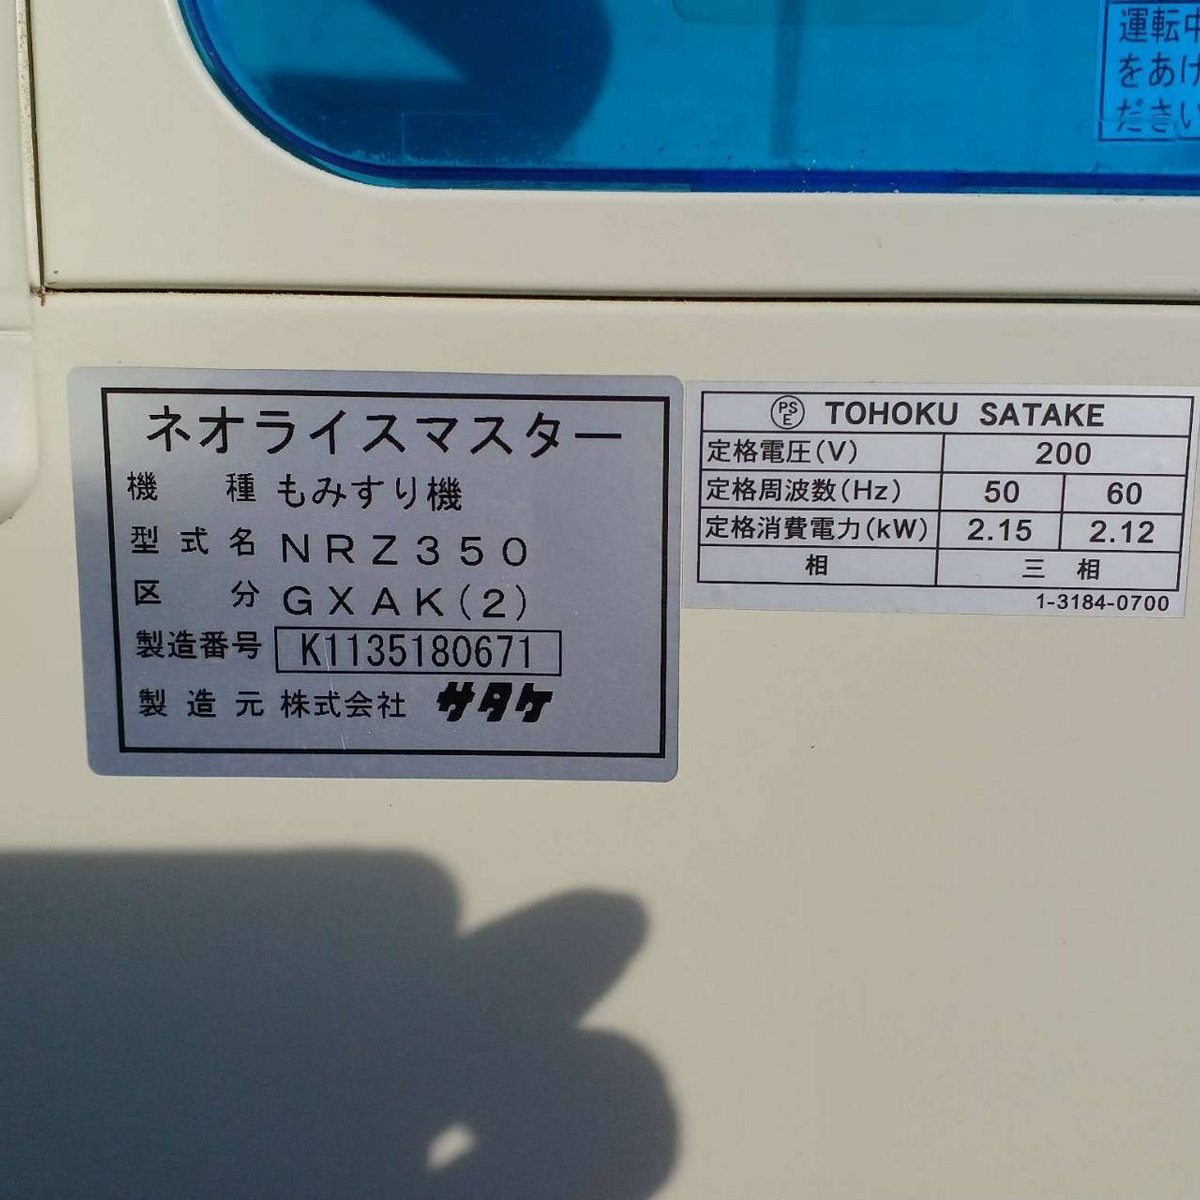 運転中
をあけ
ださい
ネオライスマスター
機 種 もみすり機
型式名 NRZ350
区 分 GXAK(2)
製造番号 K1135180671
製造元 株式会社 サタケ
PSE TOHOKU SATAKE
定格電圧(V) 200
定格周波数(Hz) 50 60
定格消費電力(kW) 2.15 2.12
相 三相
1-3184-0700